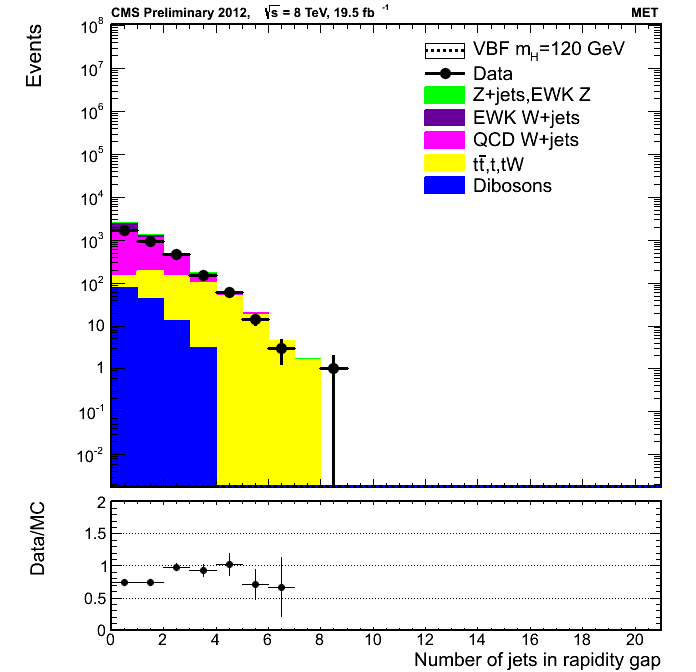 CMS Preliminary 2012, √s = 8 TeV, 19.5 fb⁻¹ MET
Events
10⁸
10⁷
10⁶
10⁵
10⁴
10³
10²
10
1
10⁻¹
10⁻²
VBF m_H=120 GeV
Data
Z+jets,EWK Z
EWK W+jets
QCD W+jets
tt̄,t,tW
Dibosons
Data/MC
2
1.5
1
0.5
0
0 2 4 6 8 10 12 14 16 18 20
Number of jets in rapidity gap